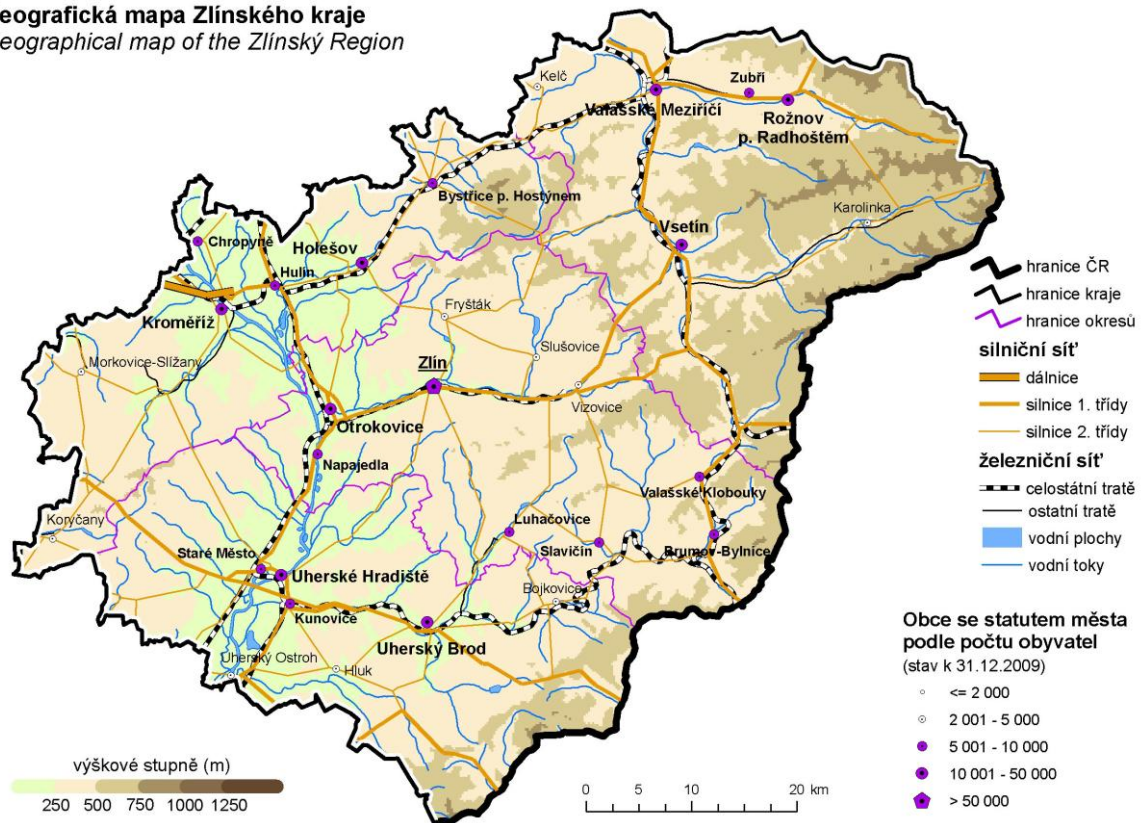 eografická mapa Zlínského kraje
eographical map of the Zlínský Region
Kelč
Zubří
Valašské Meziříčí
Rožnov
p. Radhoštěm
Bystřice p. Hostýnem
Karolinka
Vsetín
Chropyně
Holešov
Hulín
Fryšták
Kroměříž
Slušovice
Morkovice-Slížany
Zlín
Vizovice
Otrokovice
Napajedla
Valašské Klobouky
Koryčany
Luhačovice
Staré Město
Slavičín
Brumov-Bylnice
Uherské Hradiště
Bojkovice
Kunovice
Uherský Brod
Uherský Ostroh
Hluk
hranice ČR
hranice kraje
hranice okresů
silniční síť
dálnice
silnice 1. třídy
silnice 2. třídy
železniční síť
celostátní tratě
ostatní tratě
vodní plochy
vodní toky
Obce se statutem města
podle počtu obyvatel
(stav k 31.12.2009)
<= 2 000
2 001 - 5 000
5 001 - 10 000
10 001 - 50 000
> 50 000
výškové stupně (m)
250 500 750 1000 1250
0 5 10 20 km